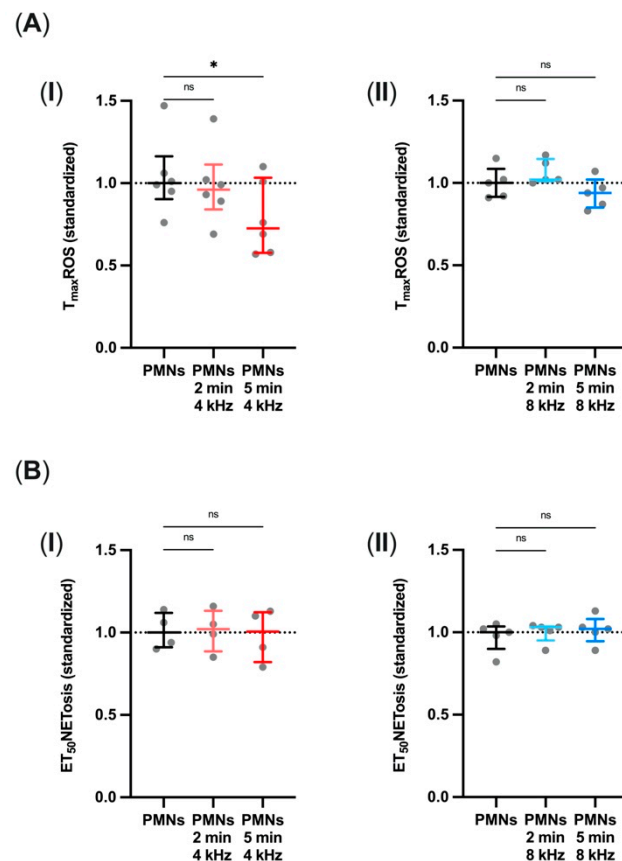 (A)
(I)
*
ns
TmaxROS (standardized)
1.5
1.0
0.5
0.0
PMNs
PMNs
2 min
4 kHz
PMNs
5 min
4 kHz
(II)
ns
ns
TmaxROS (standardized)
1.5
1.0
0.5
0.0
PMNs
PMNs
2 min
8 kHz
PMNs
5 min
8 kHz
(B)
(I)
ns
ns
ET50NETosis (standardized)
1.5
1.0
0.5
0.0
PMNs
PMNs
2 min
4 kHz
PMNs
5 min
4 kHz
(II)
ns
ns
ET50NETosis (standardized)
1.5
1.0
0.5
0.0
PMNs
PMNs
2 min
8 kHz
PMNs
5 min
8 kHz